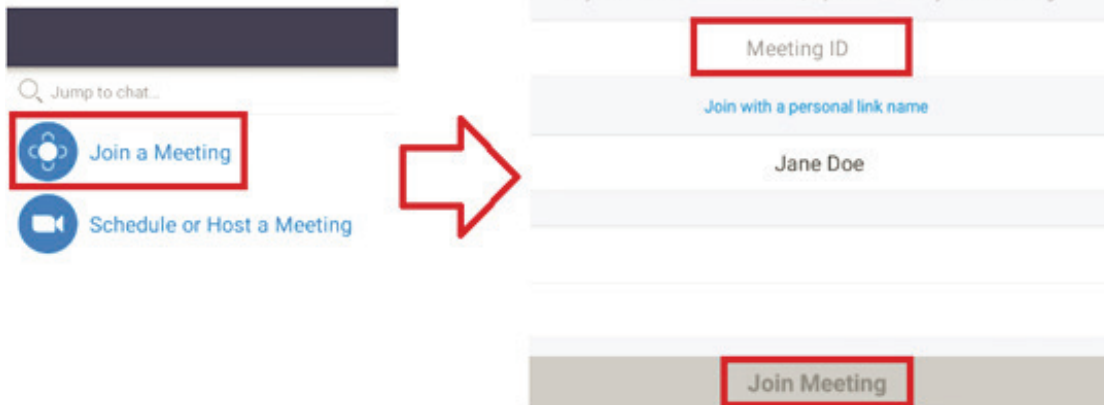 Jump to chat...
Join a Meeting
Schedule or Host a Meeting
Meeting ID
Join with a personal link name
Jane Doe
Join Meeting